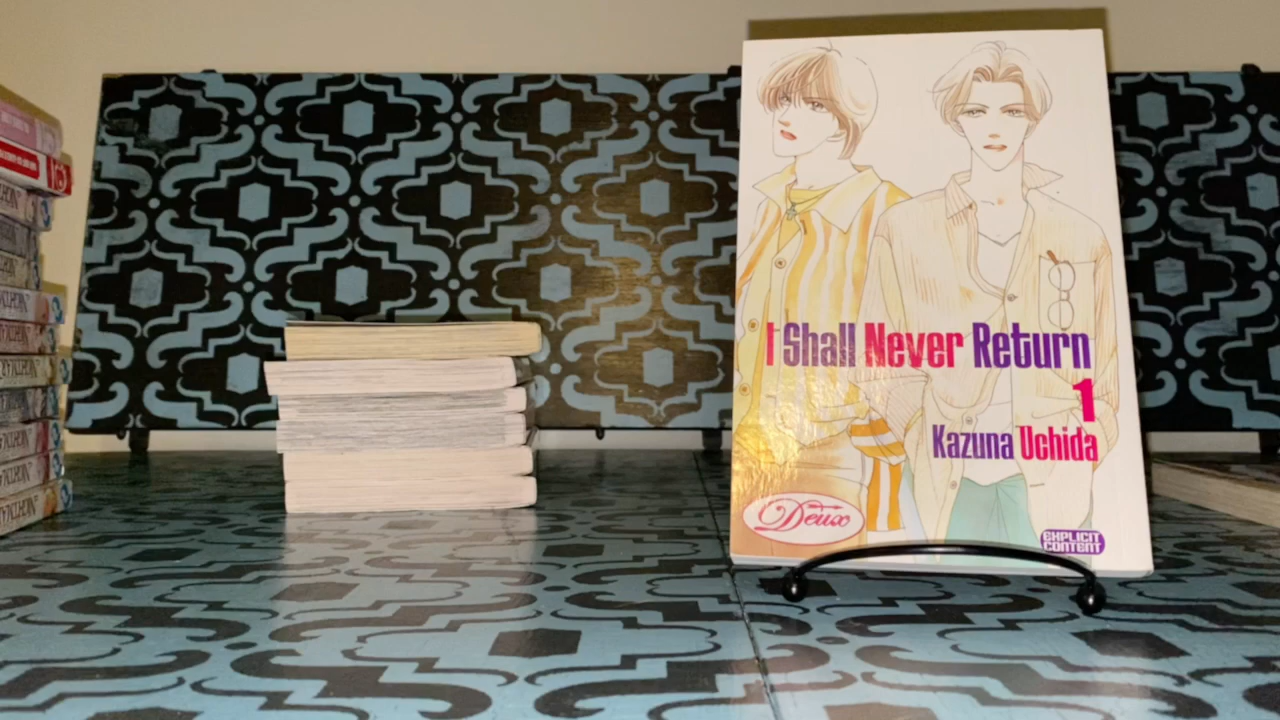 I Shall Never Return
1
Kazuna Uchida
Deux
EXPLICIT
CONTENT